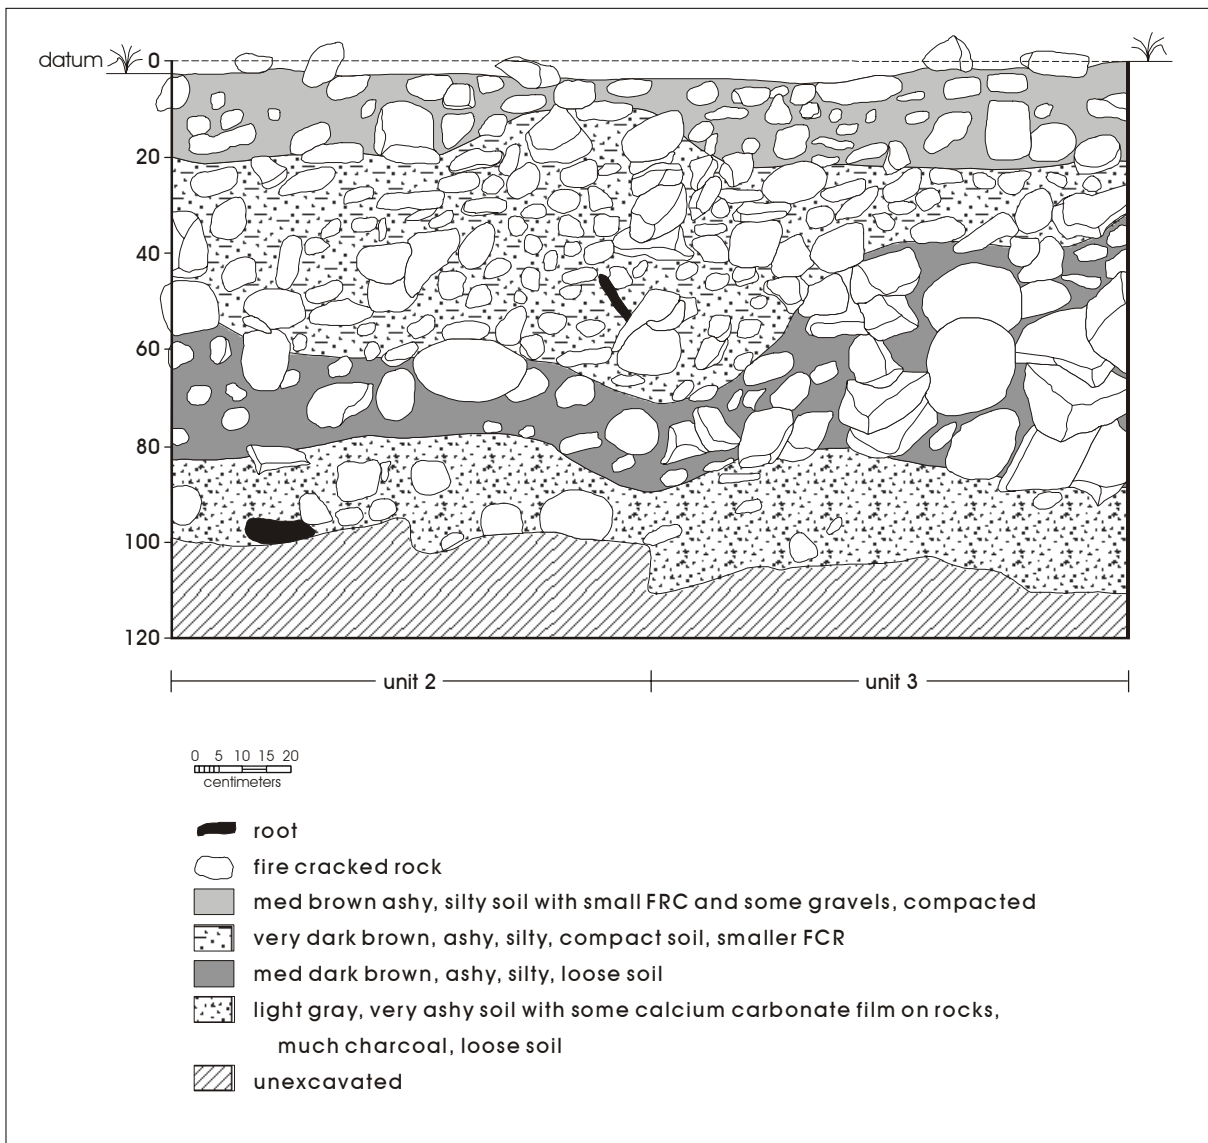 datum
0
20
40
60
80
100
120
unit 2
unit 3
0 5 10 15 20
centimeters
root
fire cracked rock
med brown ashy, silty soil with small FRC and some gravels, compacted
very dark brown, ashy, silty, compact soil, smaller FCR
med dark brown, ashy, silty, loose soil
light gray, very ashy soil with some calcium carbonate film on rocks,
much charcoal, loose soil
unexcavated